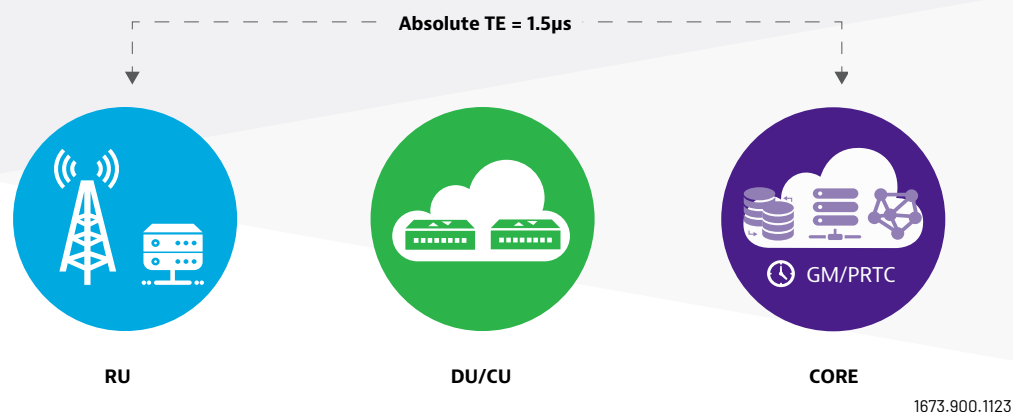 Absolute TE = 1.5µs
GM/PRTC
RU
DU/CU
CORE
1673.900.1123